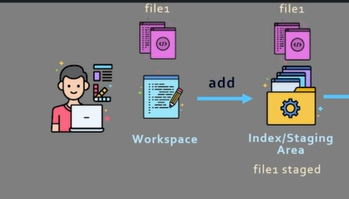 file1
file1
add
Workspace
Index/Staging
Area
file1 staged